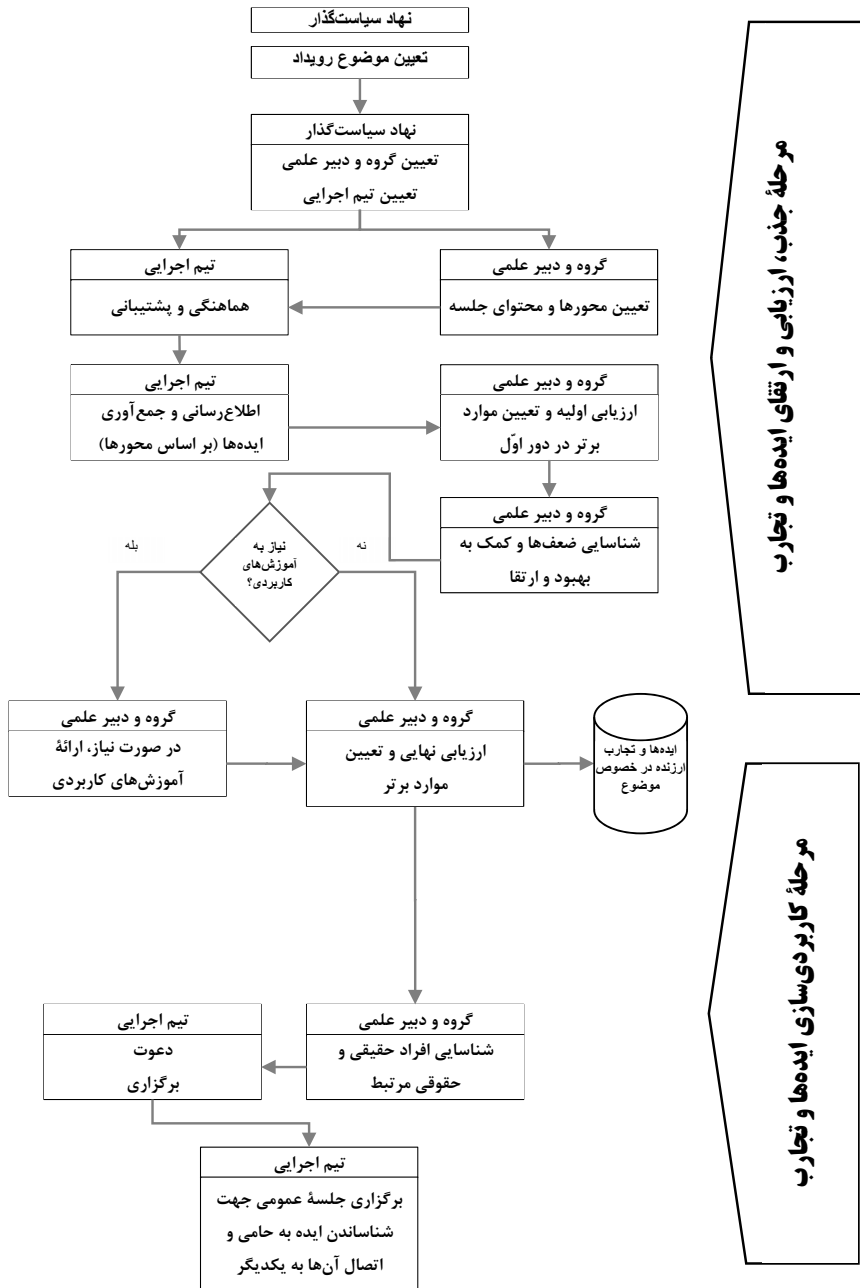 نهاد سیاست‌گذار
تعیین موضوع رویداد
نهاد سیاست‌گذار
تعیین گروه و دبیر علمی
تعیین تیم اجرایی
گروه و دبیر علمی
تعیین محورها و محتوای جلسه
تیم اجرایی
هماهنگی و پشتیبانی
تیم اجرایی
اطلاع‌رسانی و جمع‌آوری
ایده‌ها (بر اساس محورها)
گروه و دبیر علمی
ارزیابی اولیه و تعیین موارد
برتر در دور اوّل
گروه و دبیر علمی
شناسایی ضعف‌ها و کمک به
بهبود و ارتقا
نیاز به
آموزش‌های
کاربردی؟
نه
بله
گروه و دبیر علمی
در صورت نیاز، ارائهٔ
آموزش‌های کاربردی
گروه و دبیر علمی
ارزیابی نهایی و تعیین
موارد برتر
ایده‌ها و تجارب
ارزنده در خصوص
موضوع
گروه و دبیر علمی
شناسایی افراد حقیقی و
حقوقی مرتبط
تیم اجرایی
دعوت
برگزاری
تیم اجرایی
برگزاری جلسهٔ عمومی جهت
شناساندن ایده به حامی و
اتصال آن‌ها به یکدیگر
مرحلهٔ جذب، ارزیابی و ارتقای ایده‌ها و تجارب
مرحلهٔ کاربردی‌سازی ایده‌ها و تجارب